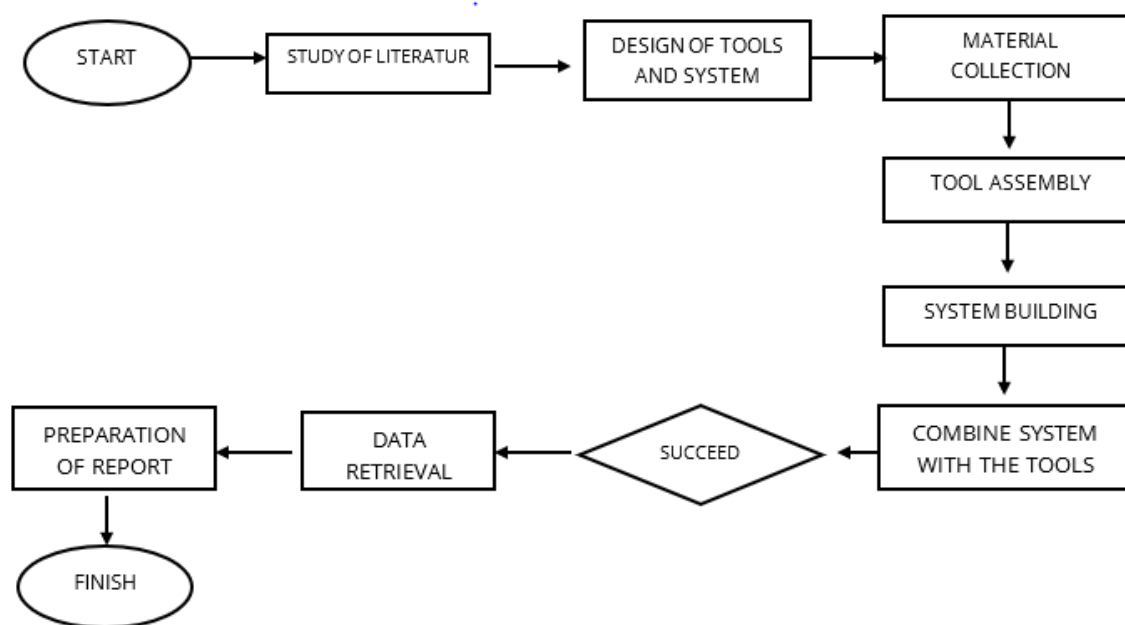 START
STUDY OF LITERATUR
DESIGN OF TOOLS
AND SYSTEM
MATERIAL
COLLECTION
TOOL ASSEMBLY
SYSTEM BUILDING
COMBINE SYSTEM
WITH THE TOOLS
SUCCEED
DATA
RETRIEVAL
PREPARATION
OF REPORT
FINISH